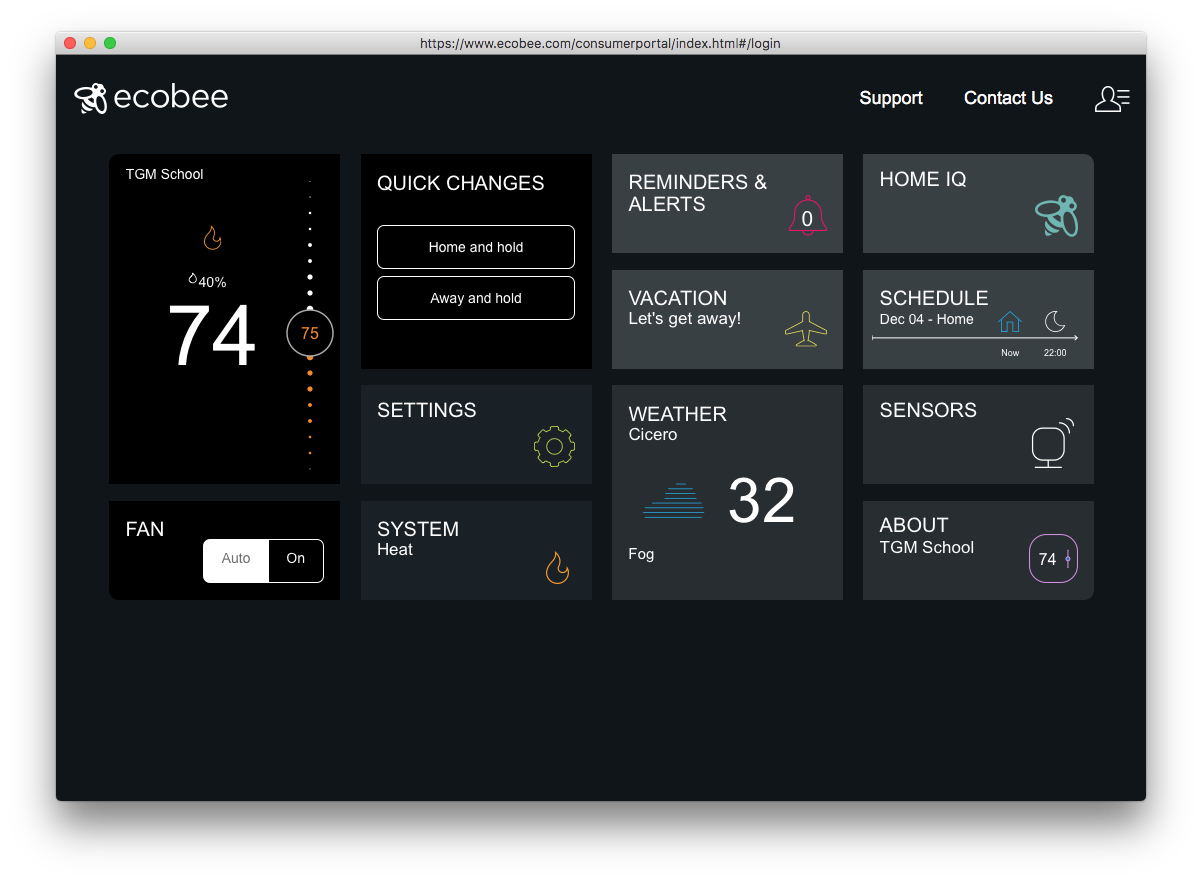 https://www.ecobee.com/consumerportal/index.html#/login
ecobee
Support
Contact Us
TGM School
40%
74
75
QUICK CHANGES
Home and hold
Away and hold
REMINDERS &
ALERTS
0
HOME IQ
VACATION
Let's get away!
SCHEDULE
Dec 04 - Home
Now
22:00
SETTINGS
WEATHER
Cicero
32
Fog
SENSORS
FAN
Auto
On
SYSTEM
Heat
ABOUT
TGM School
74